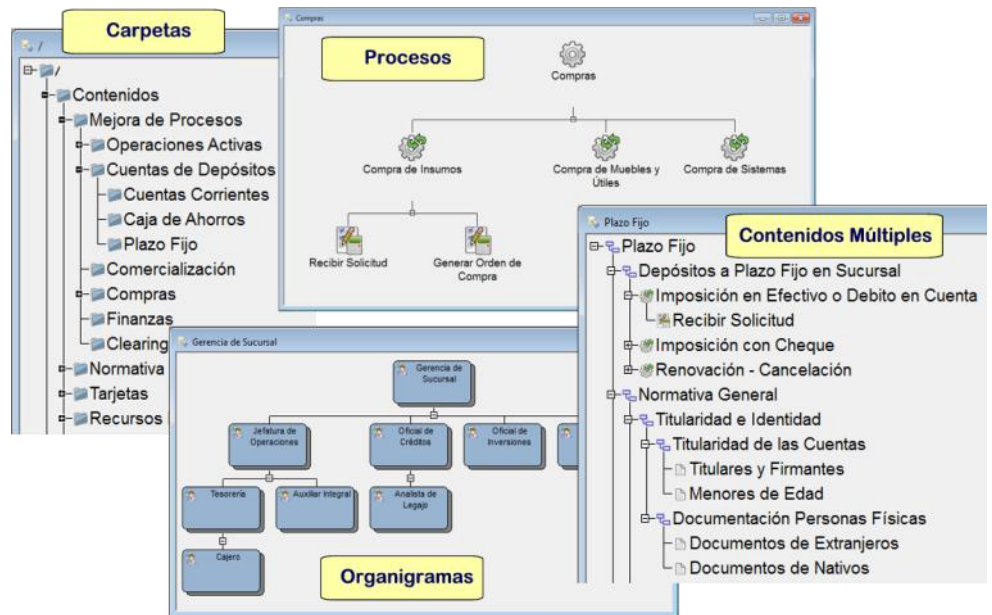 Carpetas
/
/
Contenidos
Mejora de Procesos
Operaciones Activas
Cuentas de Depósitos
Cuentas Corrientes
Caja de Ahorros
Plazo Fijo
Comercialización
Compras
Finanzas
Clearing
Normativa
Tarjetas
Recursos
Compras
Procesos
Compras
Compra de Insumos
Compra de Muebles y
Útiles
Compra de Sistemas
Recibir Solicitud
Generar Orden de
Compra
Plazo Fijo
Contenidos Múltiples
Plazo Fijo
Depósitos a Plazo Fijo en Sucursal
Imposición en Efectivo o Debito en Cuenta
Recibir Solicitud
Imposición con Cheque
Renovación - Cancelación
Normativa General
Titularidad e Identidad
Titularidad de las Cuentas
Titulares y Firmantes
Menores de Edad
Documentación Personas Físicas
Documentos de Extranjeros
Documentos de Nativos
Gerencia de Sucursal
Gerencia de
Sucursal
Jefatura de
Operaciones
Oficial de
Créditos
Oficial de
Inversiones
Tesorería
Auxiliar Integral
Analista de
Legajo
Cajero
Organigramas